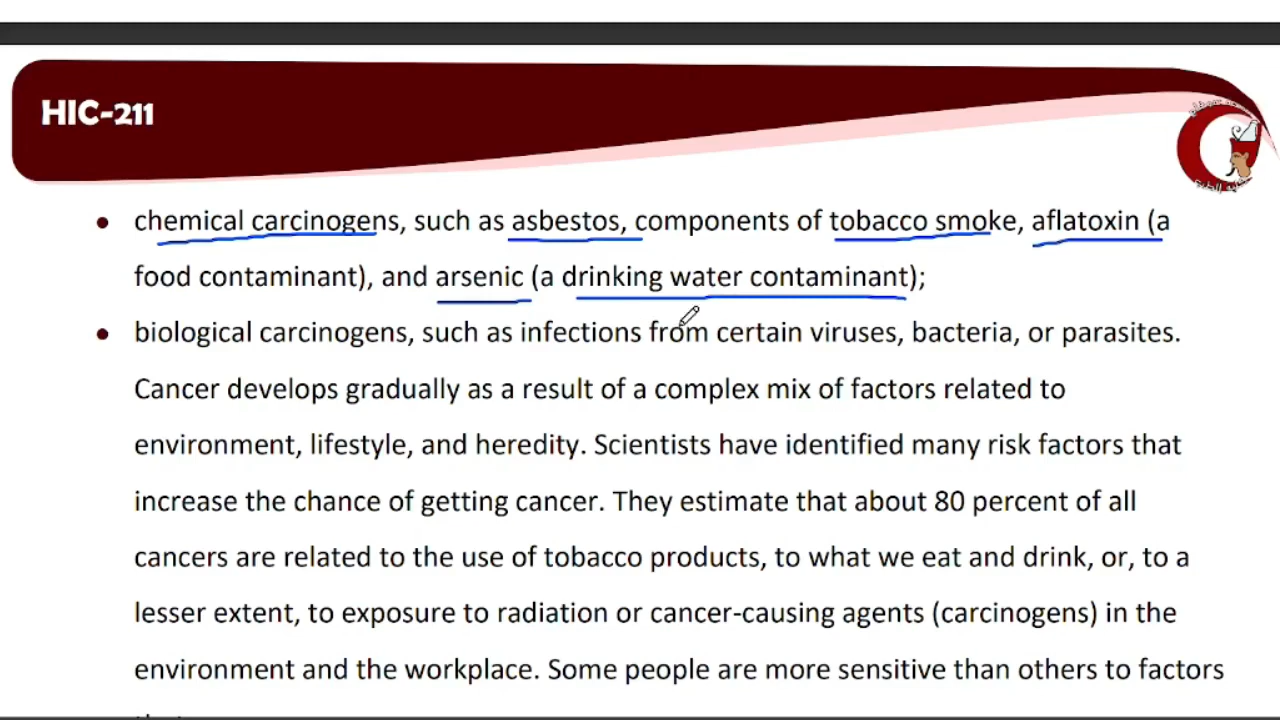 HIC-211
• chemical carcinogens, such as asbestos, components of tobacco smoke, aflatoxin (a
food contaminant), and arsenic (a drinking water contaminant);
• biological carcinogens, such as infections from certain viruses, bacteria, or parasites.
Cancer develops gradually as a result of a complex mix of factors related to
environment, lifestyle, and heredity. Scientists have identified many risk factors that
increase the chance of getting cancer. They estimate that about 80 percent of all
cancers are related to the use of tobacco products, to what we eat and drink, or, to a
lesser extent, to exposure to radiation or cancer-causing agents (carcinogens) in the
environment and the workplace. Some people are more sensitive than others to factors